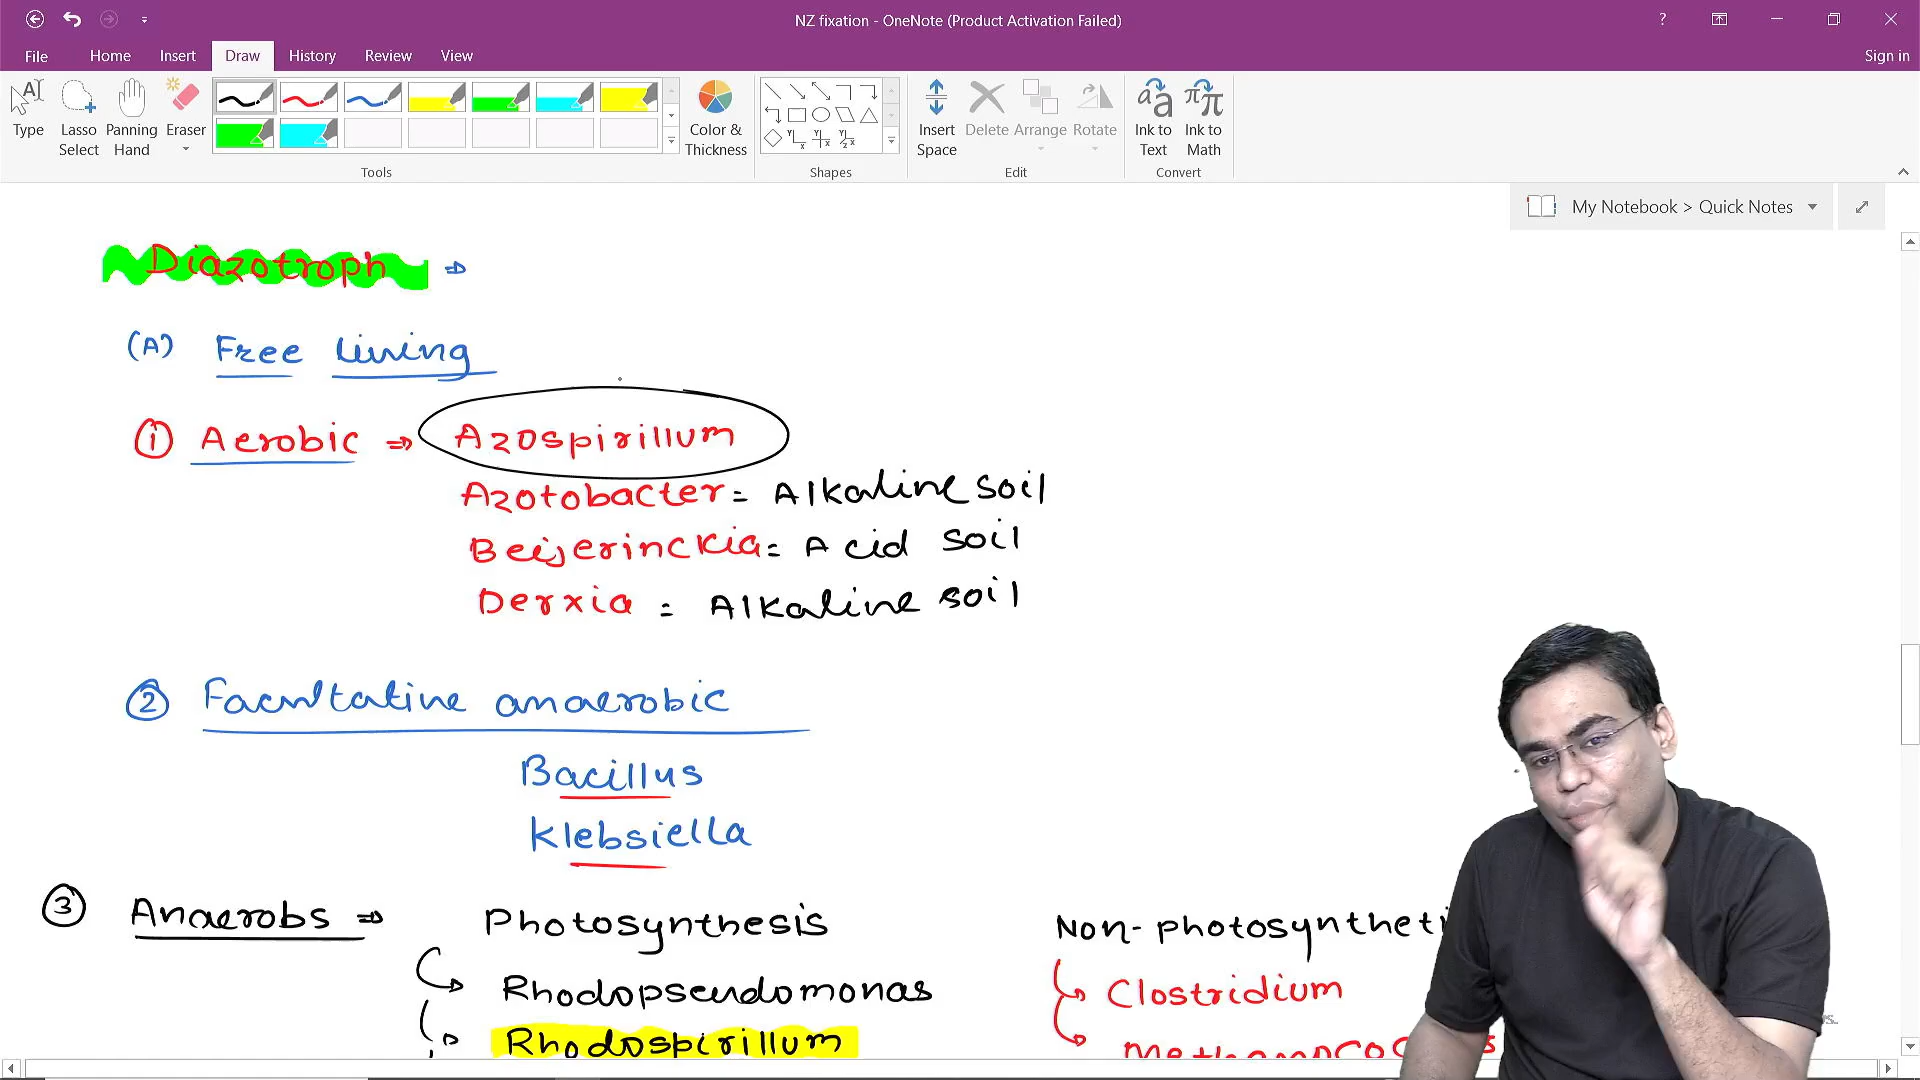 NZ fixation - OneNote (Product Activation Failed)
?
File Home Insert Draw History Review View
Sign in
Type
Lasso Select
Panning Hand
Eraser
Color & Thickness
Insert Space
Delete Arrange Rotate
Ink to Text
Ink to Math
Tools Shapes Edit Convert
My Notebook > Quick Notes
Diazotroph ⇒
(A) Free living
① Aerobic ⇒ Azospirillum
Azotobacter = Alkaline soil
Beijerinckia = Acid soil
Derxia = Alkaline soil
② Facultative anaerobic
Bacillus
Klebsiella
③ Anaerobs ⇒ Photosynthesis Non-photosyntheti
Rhodopseudomonas Clostridium
Rhodospirillum